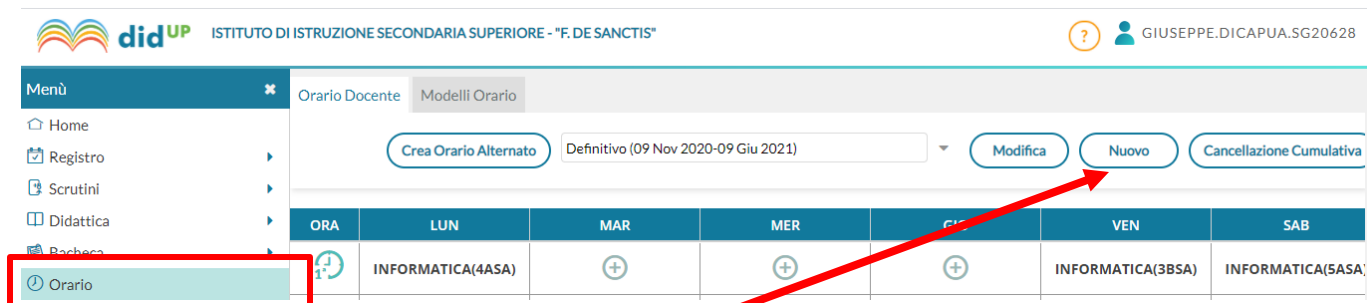 didUP ISTITUTO DI ISTRUZIONE SECONDARIA SUPERIORE - "F. DE SANCTIS" ? GIUSEPPE.DICAPUA.SG20628
Menù Orario Docente Modelli Orario
Home
Crea Orario Alternato Definitivo (09 Nov 2020-09 Giu 2021) Modifica Nuovo Cancellazione Cumulativa
Registro
Scrutini
Didattica
ORA LUN MAR MER GIO VEN SAB
Bacheca
1° INFORMATICA(4ASA) INFORMATICA(3BSA) INFORMATICA(5ASA)
Orario